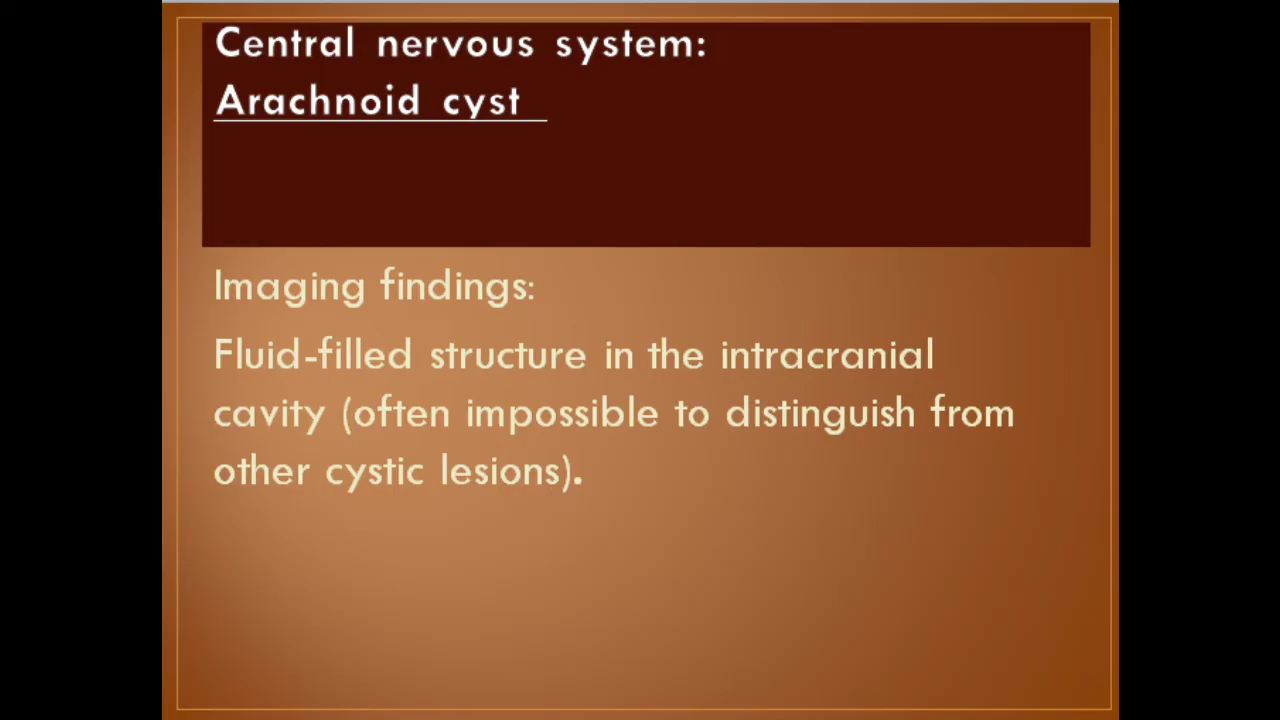 Central nervous system:
Arachnoid cyst
Imaging findings:
Fluid-filled structure in the intracranial
cavity (often impossible to distinguish from
other cystic lesions).